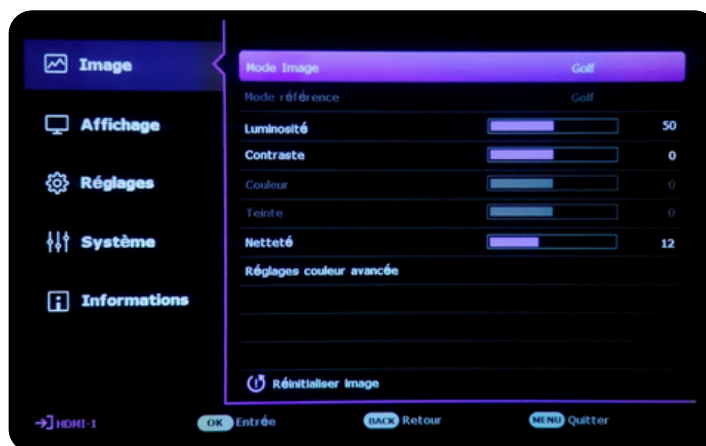 Image
Affichage
Réglages
Système
Informations
Mode Image Golf
Mode référence Golf
Luminosité 50
Contraste 0
Couleur 0
Teinte 0
Netteté 12
Réglages couleur avancée
Réinitialiser image
HDMI-1 OK Entrée BACK Retour MENU Quitter